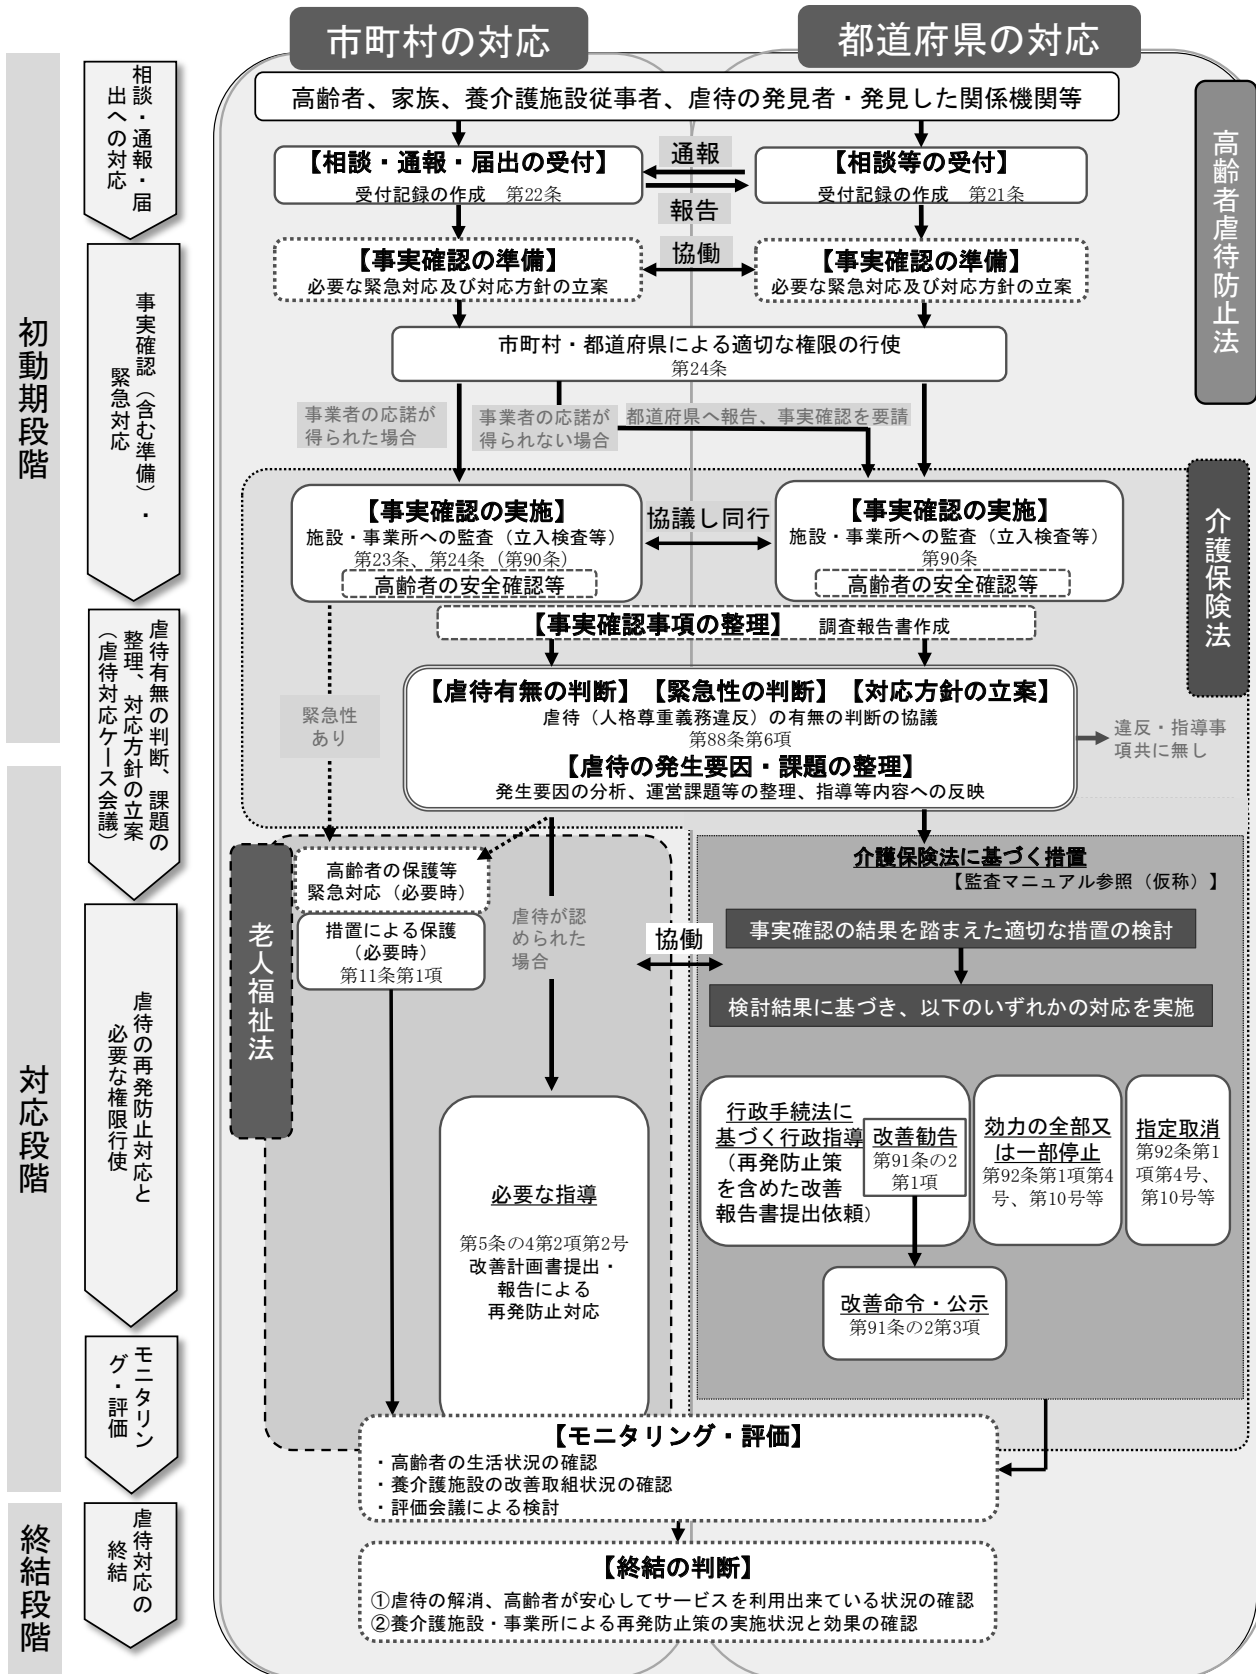 市町村の対応
都道府県の対応
高齢者、家族、養介護施設従事者、虐待の発見者・発見した関係機関等
【相談・通報・届出の受付】
受付記録の作成　第22条
通報
報告
【相談等の受付】
受付記録の作成　第21条
【事実確認の準備】
必要な緊急対応及び対応方針の立案
協働
【事実確認の準備】
必要な緊急対応及び対応方針の立案
市町村・都道府県による適切な権限の行使
第24条
事業者の応諾が
得られた場合
事業者の応諾が
得られない場合
都道府県へ報告、事実確認を要請
【事実確認の実施】
施設・事業所への監査（立入検査等）
第23条、第24条（第90条）
高齢者の安全確認等
協議し同行
【事実確認の実施】
施設・事業所への監査（立入検査等）
第90条
高齢者の安全確認等
【事実確認事項の整理】　調査報告書作成
【虐待有無の判断】【緊急性の判断】【対応方針の立案】
虐待（人格尊重義務違反）の有無の判断の協議
第88条第6項
【虐待の発生要因・課題の整理】
発生要因の分析、運営課題等の整理、指導等内容への反映
緊急性
あり
違反・指導事
項共に無し
高齢者の保護等
緊急対応（必要時）
措置による保護
（必要時）
第11条第1項
虐待が認
められた
場合
協働
必要な指導
第5条の4第2項第2号
改善計画書提出・
報告による
再発防止対応
介護保険法に基づく措置
【監査マニュアル参照（仮称）】
事実確認の結果を踏まえた適切な措置の検討
検討結果に基づき、以下のいずれかの対応を実施
行政手続法に
基づく行政指導
（再発防止策
を含めた改善
報告書提出依頼）
改善勧告
第91条の2
第1項
効力の全部又
は一部停止
第92条第1項第4
号、第10号等
指定取消
第92条第1
項第4号、
第10号等
改善命令・公示
第91条の2第3項
【モニタリング・評価】
・高齢者の生活状況の確認
・養介護施設の改善取組状況の確認
・評価会議による検討
【終結の判断】
①虐待の解消、高齢者が安心してサービスを利用出来ている状況の確認
②養介護施設・事業所による再発防止策の実施状況と効果の確認
高齢者虐待防止法
介護保険法
老人福祉法
初動期段階
対応段階
終結段階
相談・通報・届
出への対応
事実確認（含む準備）・
緊急対応
虐待有無の判断、課題の
整理、対応方針の立案
（虐待対応ケース会議）
虐待の再発防止対応と
必要な権限行使
モニタリン
グ・評価
虐待対応の
終結